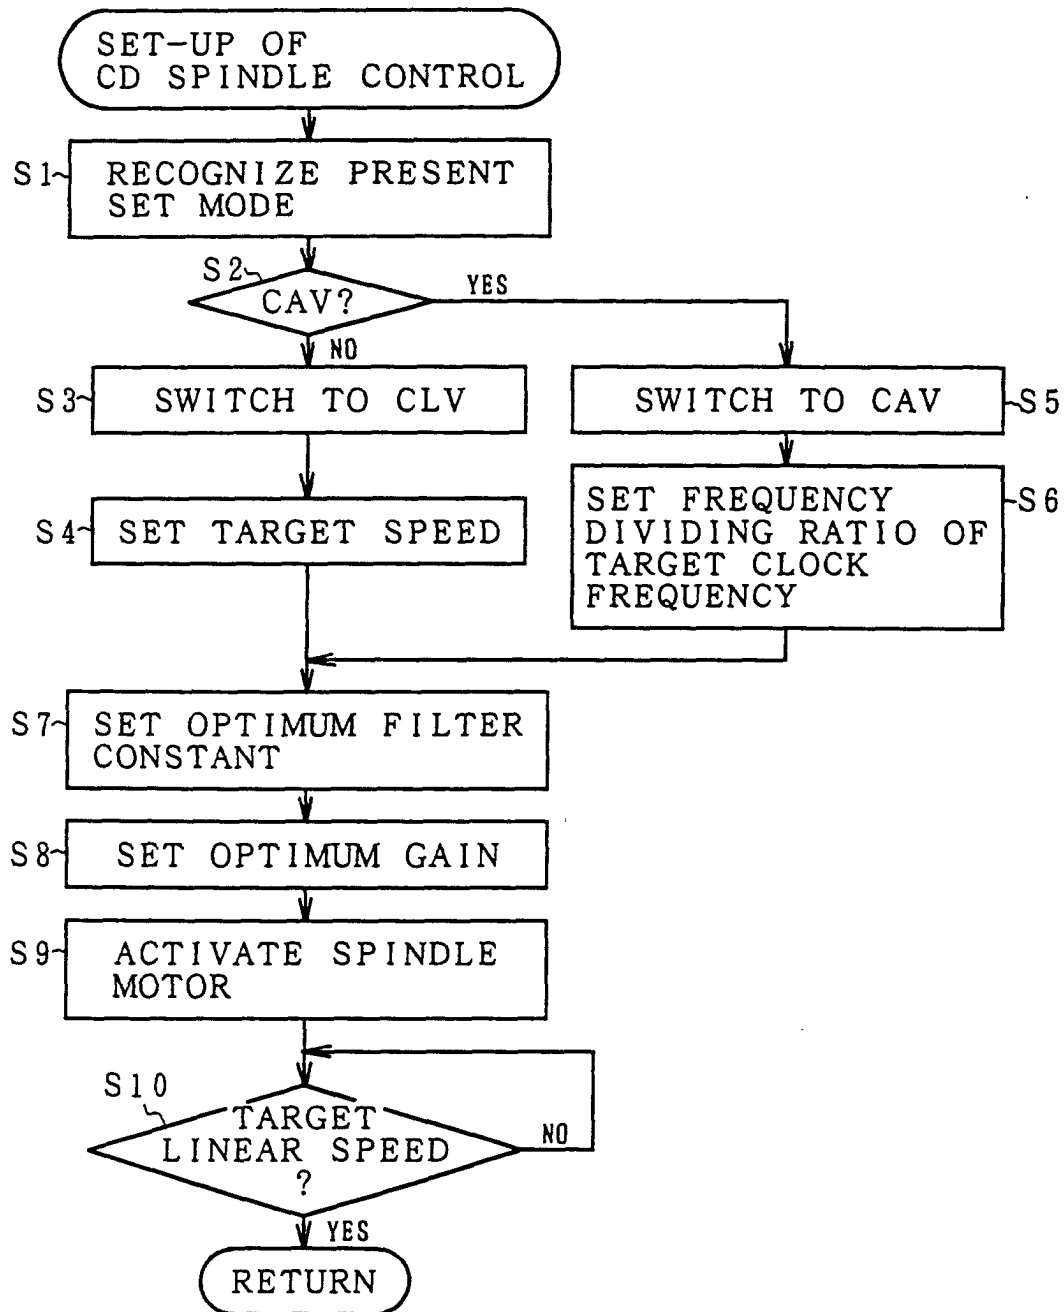 SET-UP OF
CD SPINDLE CONTROL
S1
RECOGNIZE PRESENT
SET MODE
S2
CAV?
YES
NO
S3
SWITCH TO CLV
SWITCH TO CAV
S5
S4
SET TARGET SPEED
SET FREQUENCY
DIVIDING RATIO OF
TARGET CLOCK
FREQUENCY
S6
S7
SET OPTIMUM FILTER
CONSTANT
S8
SET OPTIMUM GAIN
S9
ACTIVATE SPINDLE
MOTOR
S10
TARGET
LINEAR SPEED
?
NO
YES
RETURN